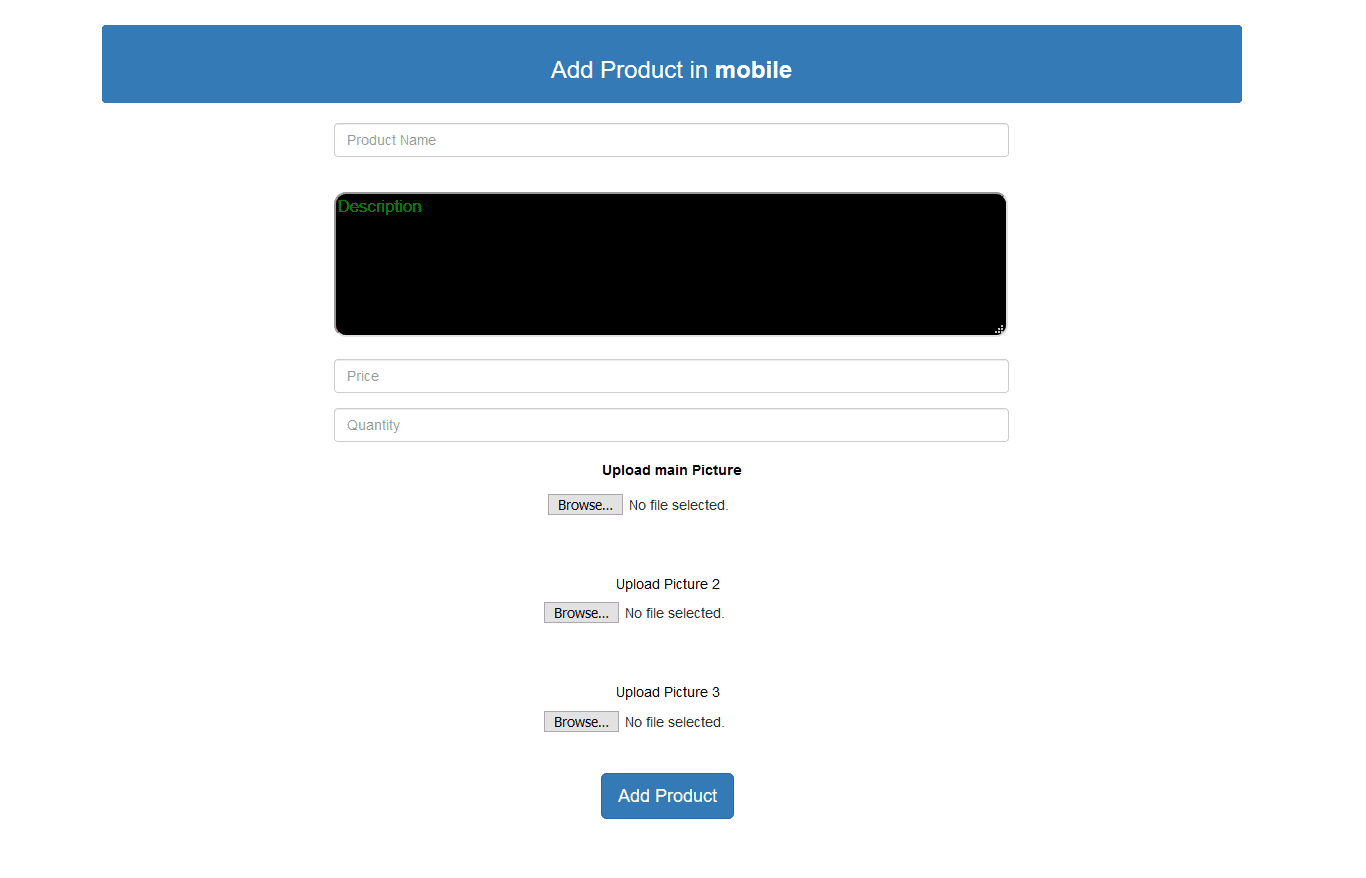 Add Product in mobile
Product Name
Description
Price
Quantity
Upload main Picture
Browse... No file selected.
Upload Picture 2
Browse... No file selected.
Upload Picture 3
Browse... No file selected.
Add Product